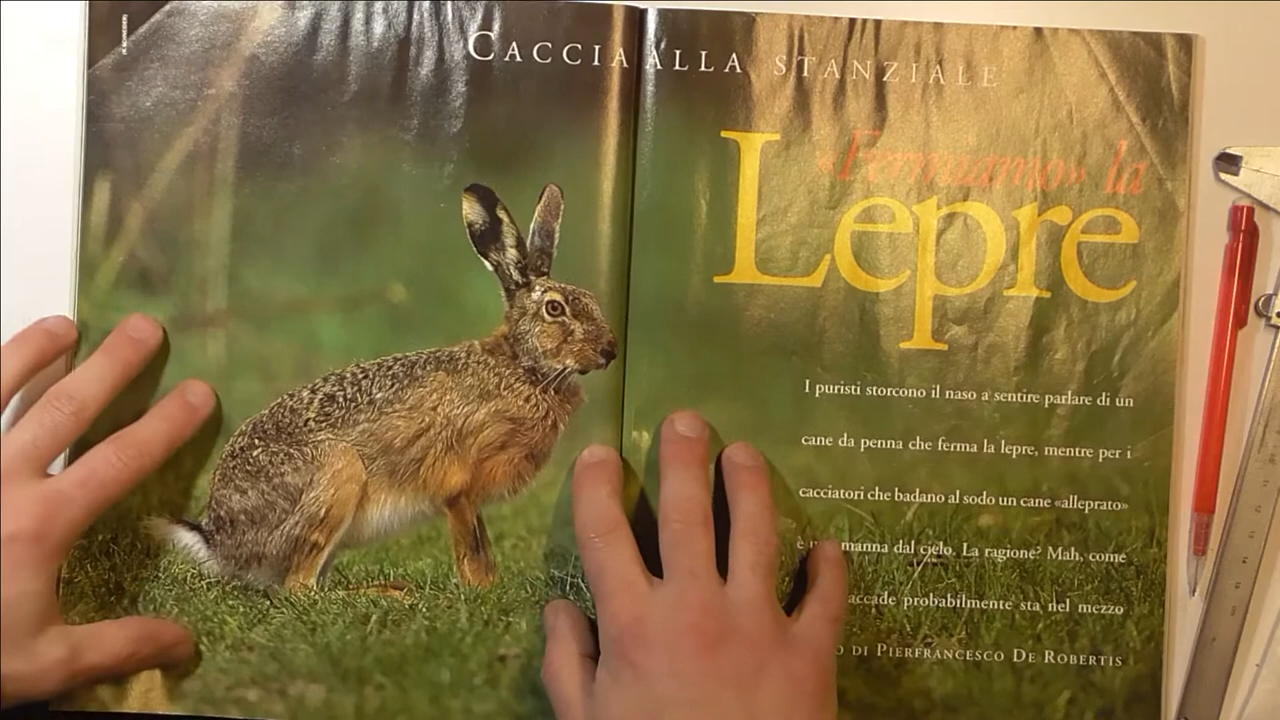 CACCIA ALLA STANZIALE
«Fermiamo» la
Lepre
I puristi storcono il naso a sentire parlare di un
cane da penna che ferma la lepre, mentre per i
cacciatori che badano al sodo un cane «alleprato»
è manna dal cielo. La ragione? Mah, come
accade probabilmente sta nel mezzo
DI PIERFRANCESCO DE ROBERTIS